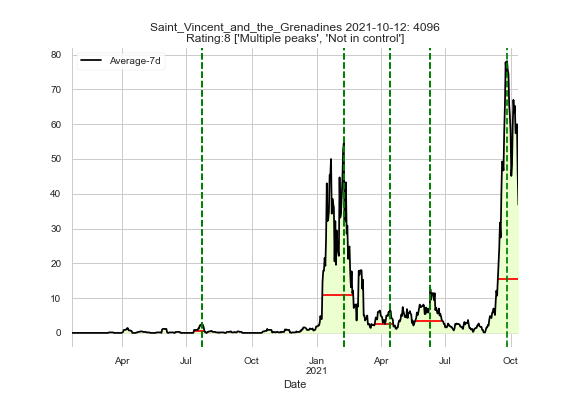 Saint_Vincent_and_the_Grenadines 2021-10-12: 4096
Rating:8 ['Multiple peaks', 'Not in control']
Average-7d
80
70
60
50
40
30
20
10
0
Apr
Jul
Oct
Jan
2021
Apr
Jul
Oct
Date